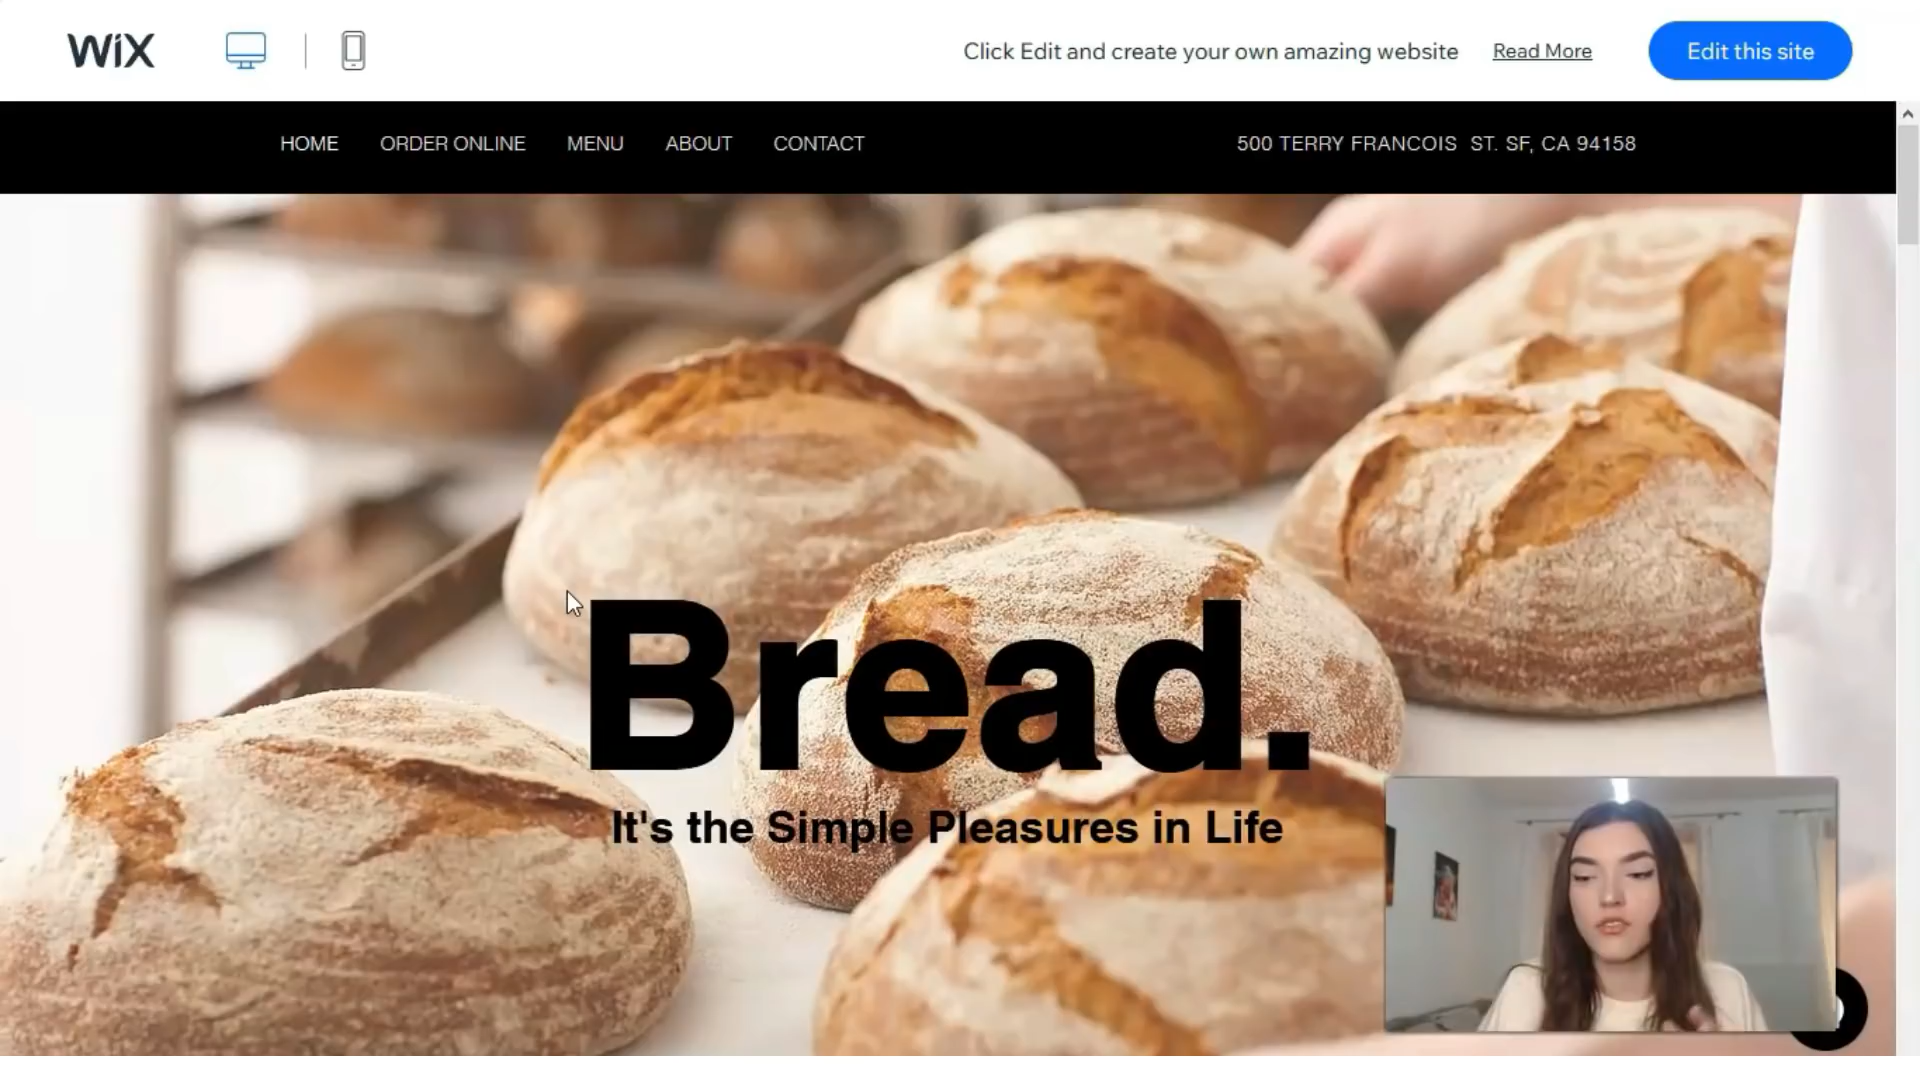 WiX
Click Edit and create your own amazing website Read More Edit this site
HOME ORDER ONLINE MENU ABOUT CONTACT 500 TERRY FRANCOIS ST. SF, CA 94158
Bread.
It's the Simple Pleasures in Life